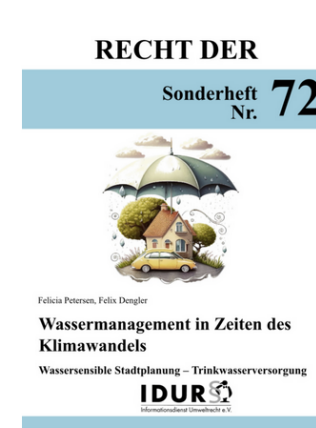 RECHT DER
Sonderheft
Nr. 72
Felicia Petersen, Felix Dengler
Wassermanagement in Zeiten des
Klimawandels
Wassersensible Stadtplanung – Trinkwasserversorgung
IDUR
Informationsdienst Umweltrecht e.V.